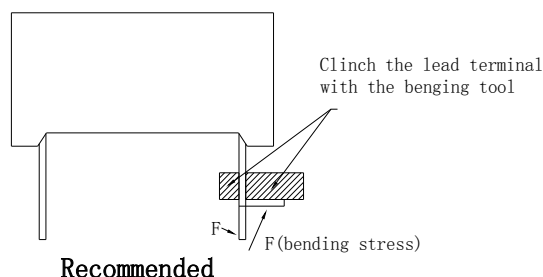 Clinch the lead terminal
with the benging tool
F
F(bending stress)
Recommended